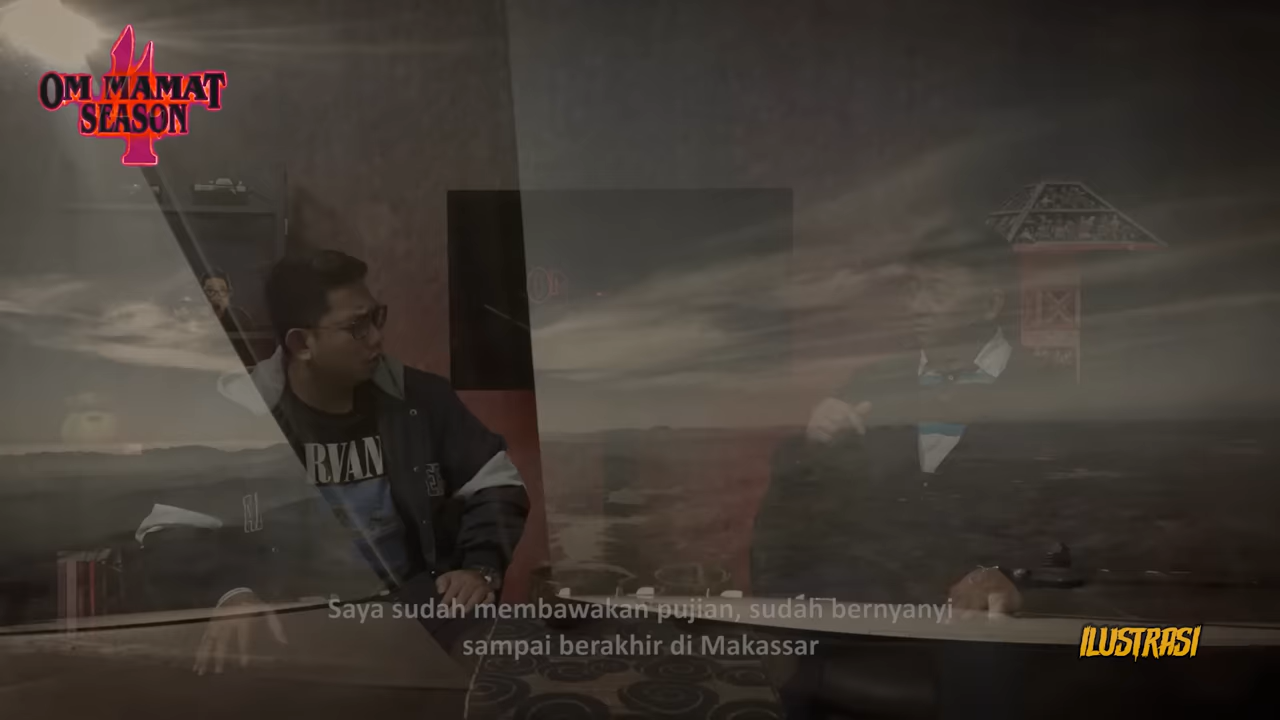 OM MAMAT
SEASON
4
RVAN
Saya sudah membawakan pujian, sudah bernyanyi
sampai berakhir di Makassar
ILUSTRASI